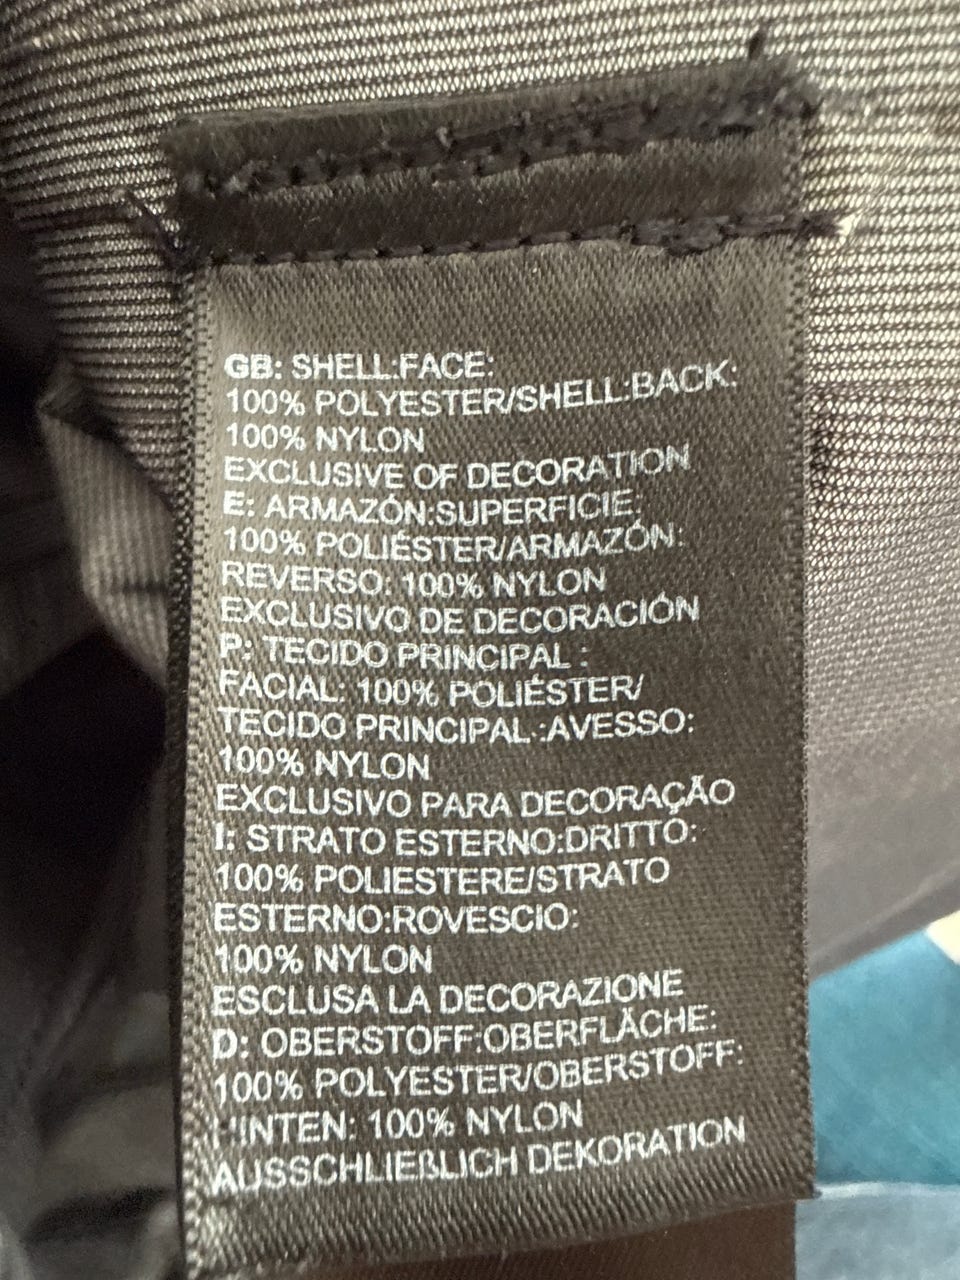 GB: SHELL:FACE:
100% POLYESTER/SHELL:BACK:
100% NYLON
EXCLUSIVE OF DECORATION
E: ARMAZÓN:SUPERFICIE:
100% POLIÉSTER/ARMAZÓN:
REVERSO: 100% NYLON
EXCLUSIVO DE DECORACIÓN
P: TECIDO PRINCIPAL :
FACIAL: 100% POLIÉSTER/
TECIDO PRINCIPAL:AVESSO:
100% NYLON
EXCLUSIVO PARA DECORAÇÃO
I: STRATO ESTERNO:DRITTO:
100% POLIESTERE/STRATO
ESTERNO:ROVESCIO:
100% NYLON
ESCLUSA LA DECORAZIONE
D: OBERSTOFF:OBERFLÄCHE:
100% POLYESTER/OBERSTOFF:
HINTEN: 100% NYLON
AUSSCHLIEßLICH DEKORATION